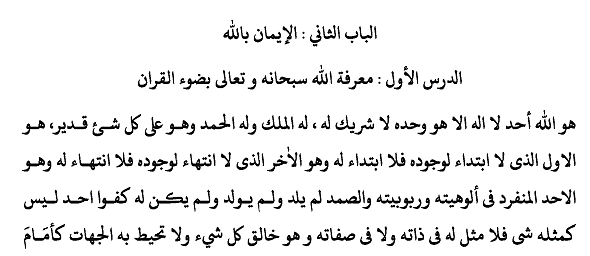 الباب الثاني : الإيمان بالله
الدرس الأول : معرفة الله سبحانه و تعالى بضوء القران
هو الله أحد لا اله الا هو وحده لا شريك له ، له الملك وله الحمد وهو على كل شئ قدير، هو
الاول الذى لا ابتداء لوجوده فلا ابتداء له وهو الأخر الذى لا انتهاء لوجوده فلا انتهاء له وهو
الاحد المنفرد فى ألوهيته وربوبيته والصمد لم يلد ولم يولد ولم يكن له كفوا احد ليس
كمثله شى فلا مثل له فى ذاته ولا فى صفاته و هو خالق كل شيء ولا تحيط به الجهات كأمَامَ